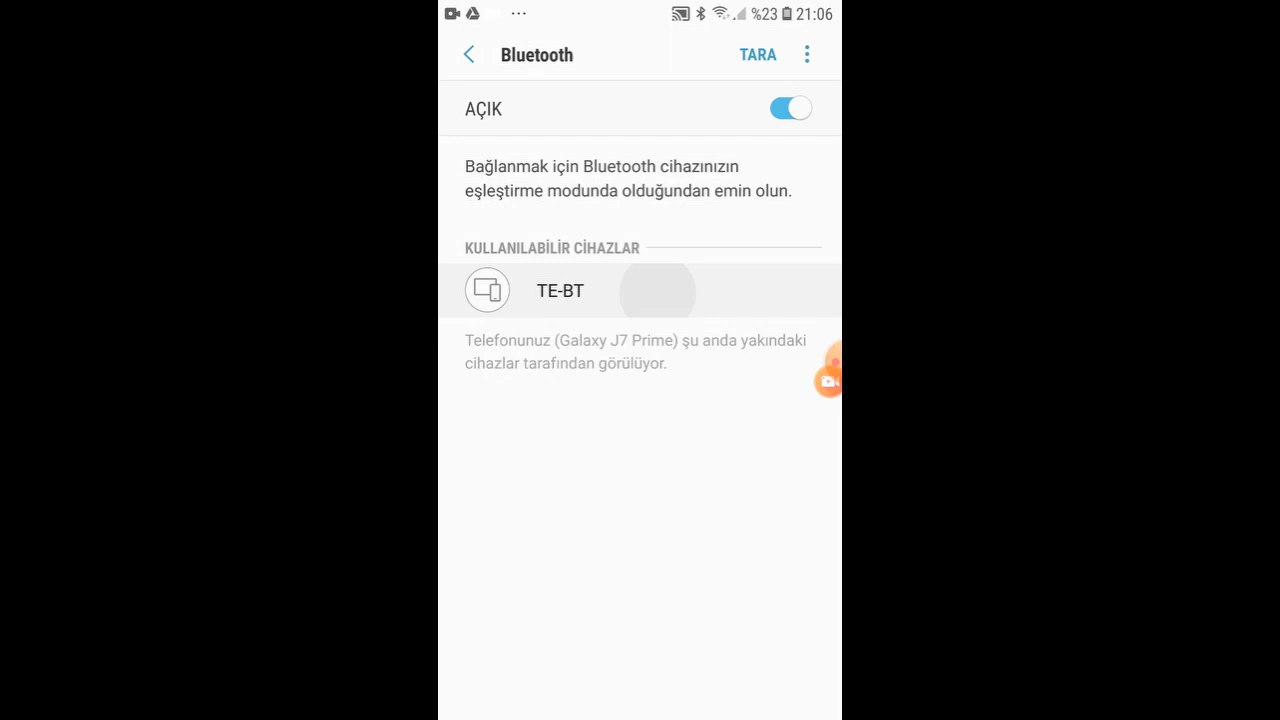 ... %23 21:06
Bluetooth TARA
AÇIK
Bağlanmak için Bluetooth cihazınızın
eşleştirme modunda olduğundan emin olun.
KULLANILABİLİR CİHAZLAR
TE-BT
Telefonunuz (Galaxy J7 Prime) şu anda yakındaki
cihazlar tarafından görülüyor.